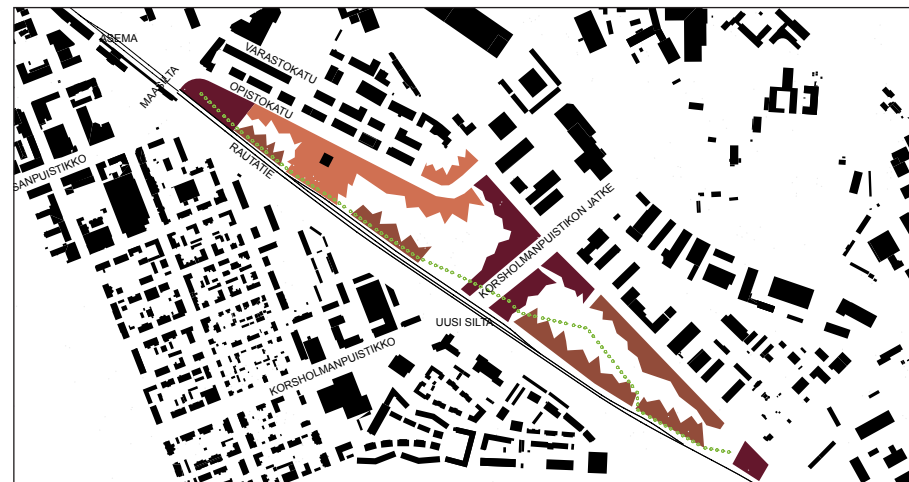 ASEMA
VARASTOKATU
MAASILTA
OPISTOKATU
RAUTATIE
SANPUISTIKKO
KORSHOLMANPUISTIKON JATKE
UUSI SILTA
KORSHOLMANPUISTIKKO